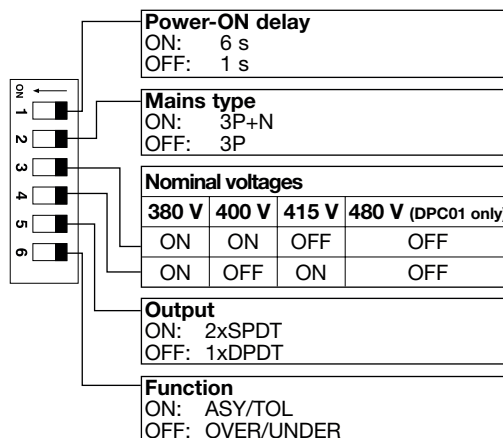 Power-ON delay
ON: 6 s
OFF: 1 s
ON
1
2
3
4
5
6
Mains type
ON: 3P+N
OFF: 3P
Nominal voltages
380 V 400 V 415 V 480 V (DPC01 only)
ON ON OFF OFF
ON OFF ON OFF
Output
ON: 2xSPDT
OFF: 1xDPDT
Function
ON: ASY/TOL
OFF: OVER/UNDER